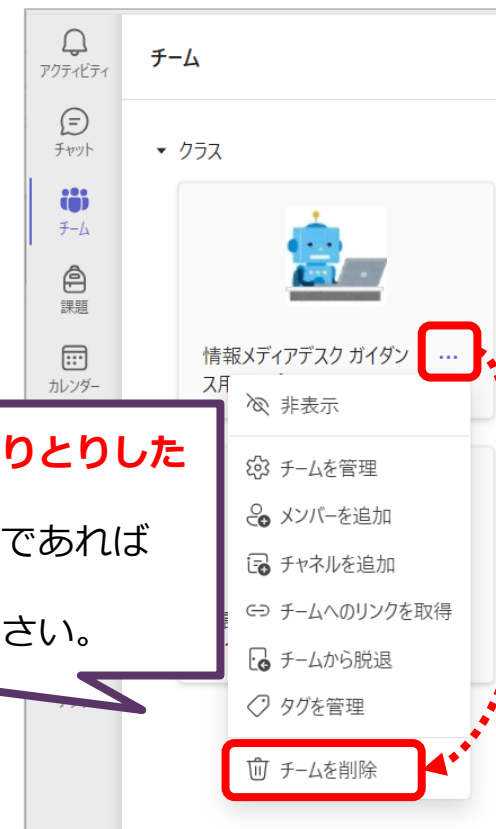 アクティビティ
チーム
チャット
クラス
チーム
課題
カレンダー
情報メディアデスク ガイダン
ス用
...
非表示
チームを管理
メンバーを追加
チャネルを追加
チームへのリンクを取得
チームから脱退
タグを管理
チームを削除
りとりした
であれば
さい。